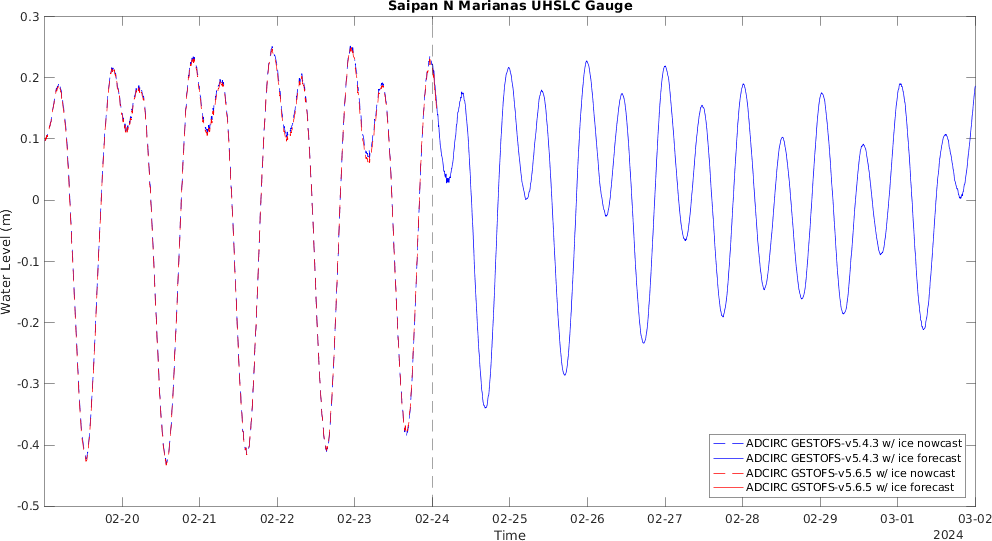 Saipan N Marianas UHSLC Gauge
0.3
0.2
0.1
0
-0.1
-0.2
-0.3
-0.4
-0.5
Water Level (m)
ADCIRC GESTOFS-v5.4.3 w/ ice nowcast
ADCIRC GESTOFS-v5.4.3 w/ ice forecast
ADCIRC GSTOFS-v5.6.5 w/ ice nowcast
ADCIRC GSTOFS-v5.6.5 w/ ice forecast
02-20 02-21 02-22 02-23 02-24 02-25 02-26 02-27 02-28 02-29 03-01 03-02
Time
2024